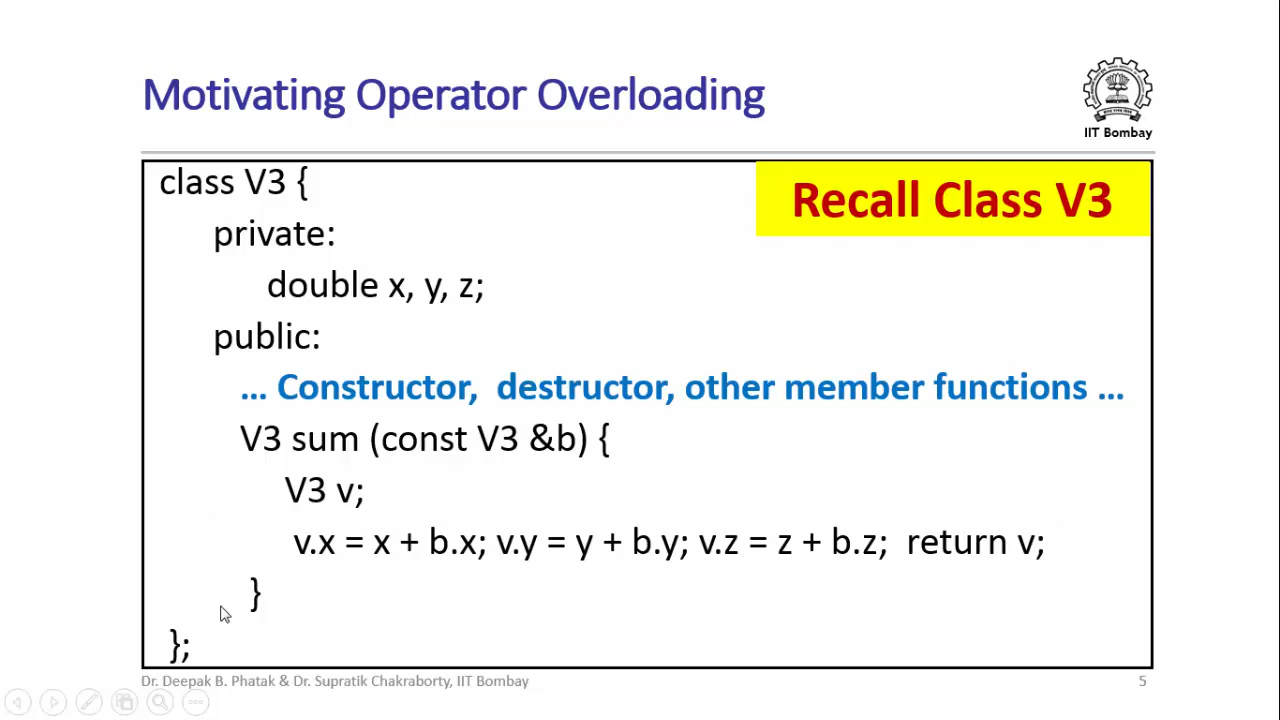 Motivating Operator Overloading
IIT Bombay
class V3 {
Recall Class V3
private:
double x, y, z;
public:
... Constructor,  destructor, other member functions ...
V3 sum (const V3 &b) {
V3 v;
v.x = x + b.x; v.y = y + b.y; v.z = z + b.z;  return v;
}
};
Dr. Deepak B. Phatak & Dr. Supratik Chakraborty, IIT Bombay
5